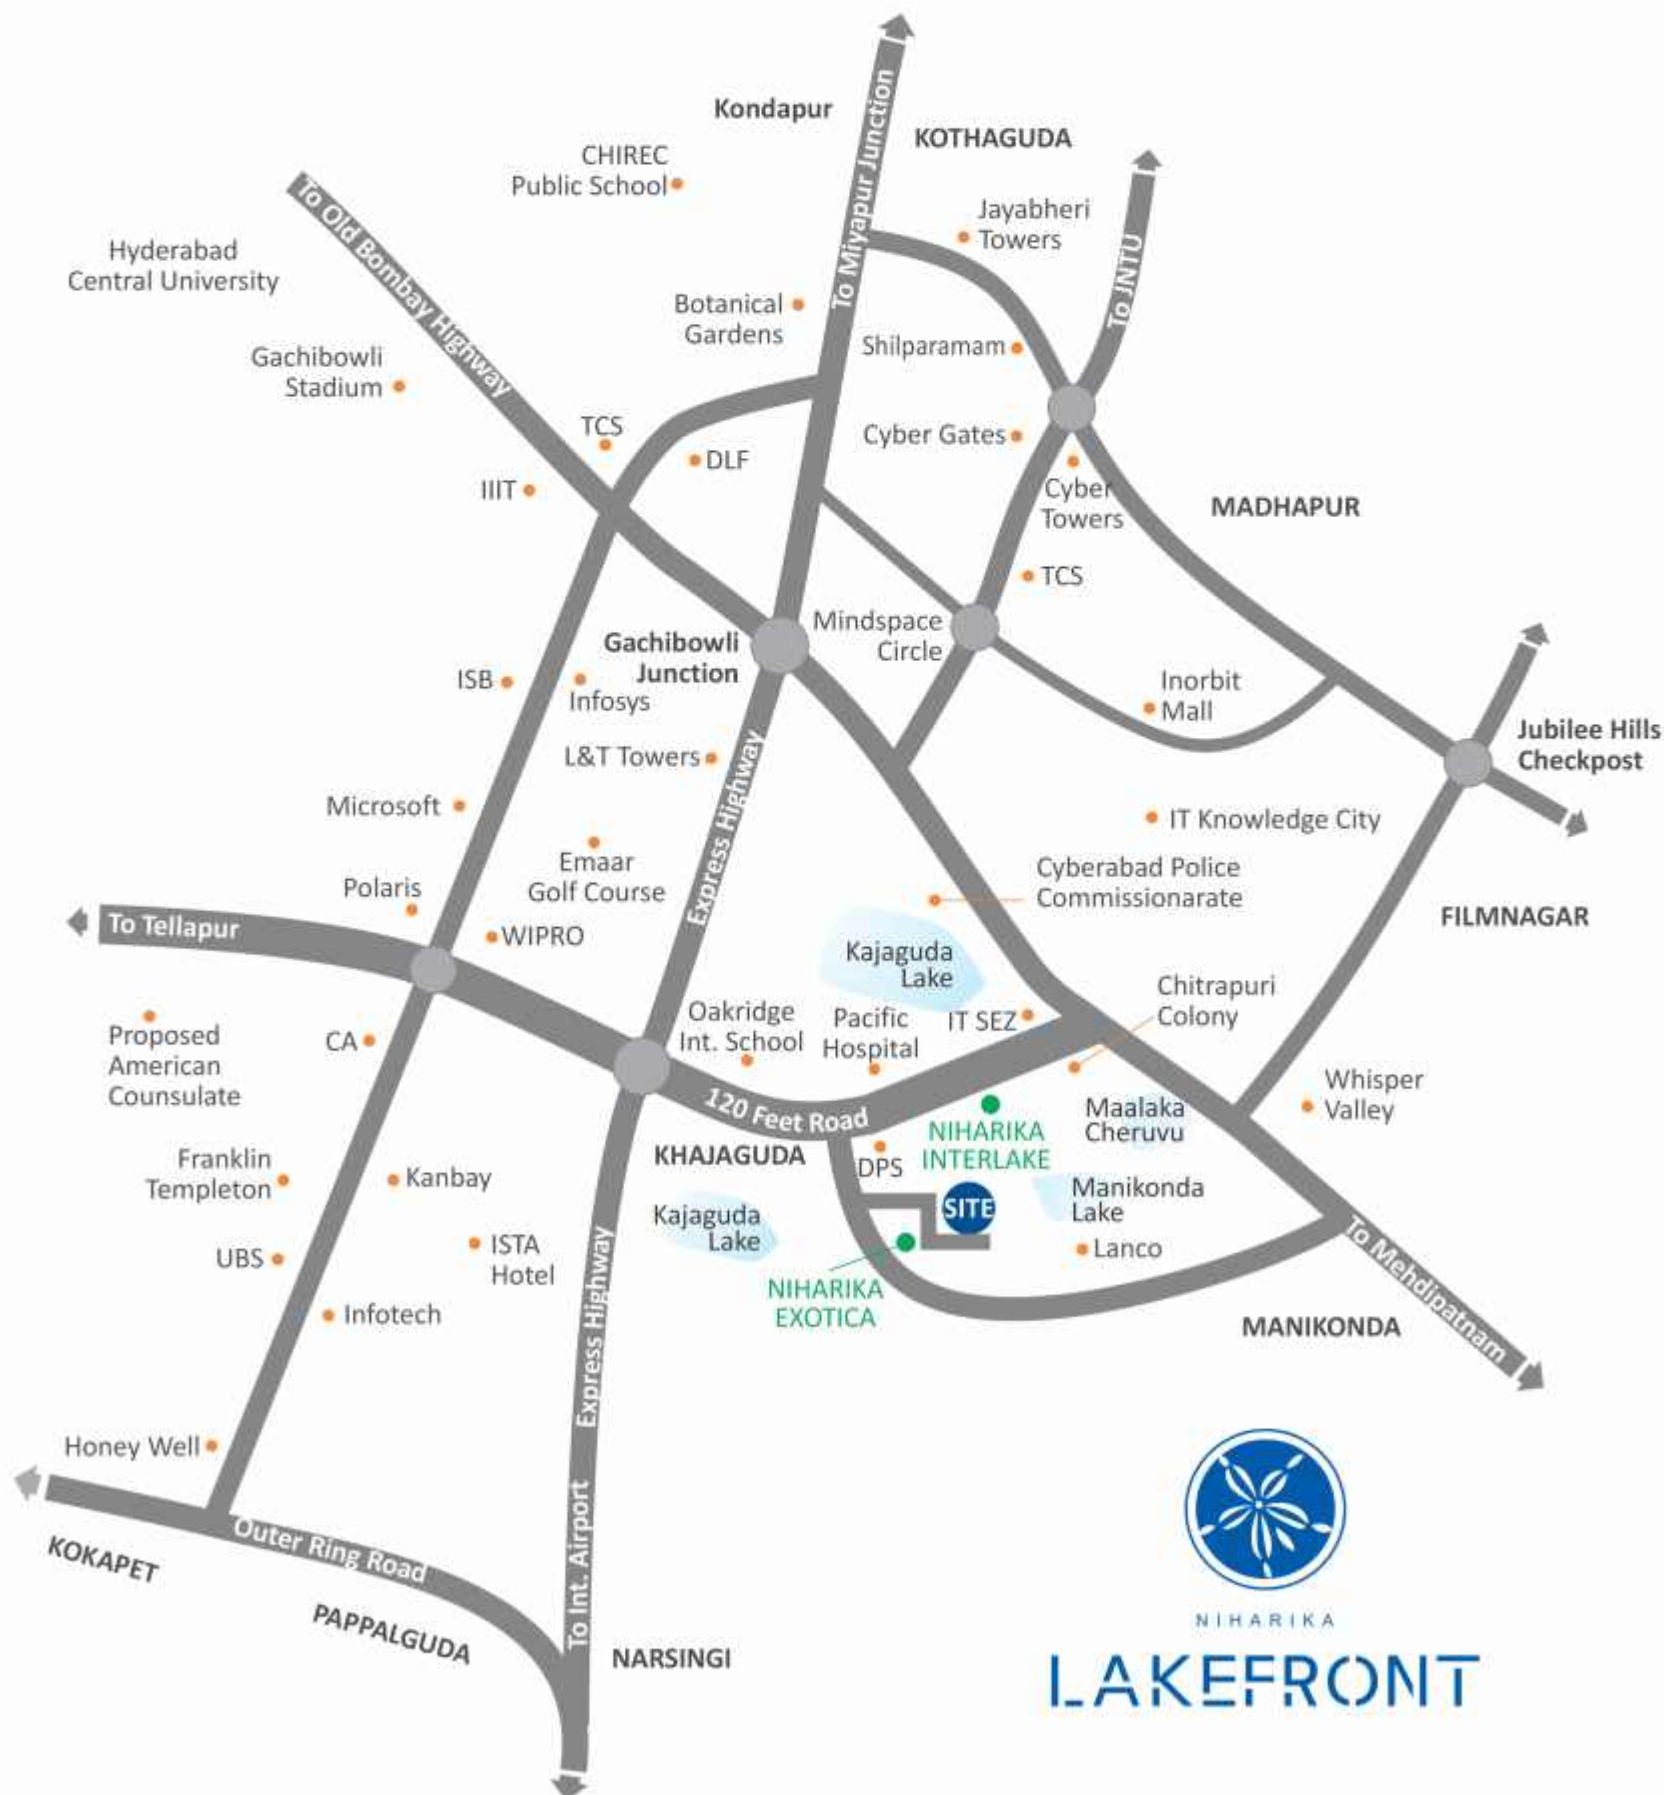 Kondapur
KOTHAGUDA
To Miyapur Junction
CHIREC
Public School
To Old Bombay Highway
Jayabheri
Towers
To JNTU
Hyderabad
Central University
Botanical
Gardens
Shilparamam
Gachibowli
Stadium
TCS
DLF
Cyber Gates
IIIT
Cyber
Towers
MADHAPUR
TCS
Mindspace
Circle
Gachibowli
Junction
ISB
Infosys
Inorbit
Mall
Jubilee Hills
Checkpost
L&T Towers
Express Highway
Microsoft
IT Knowledge City
Emaar
Golf Course
Cyberabad Police
Commissionarate
Polaris
FILMNAGAR
To Tellapur
WIPRO
Kajaguda
Lake
Chitrapuri
Colony
Oakridge
Int. School
Pacific
Hospital
IT SEZ
Proposed
American
Counsulate
CA
120 Feet Road
Whisper
Valley
Maalaka
Cheruvu
NIHARIKA
INTERLAKE
KHAJAGUDA
DPS
Franklin
Templeton
Kanbay
Manikonda
Lake
SITE
Kajaguda
Lake
UBS
ISTA
Hotel
Lanco
To Mehdipatnam
NIHARIKA
EXOTICA
Infotech
MANIKONDA
Express Highway
Honey Well
To Int. Airport
Outer Ring Road
KOKAPET
PAPPALGUDA
NARSINGI
NIHARIKA
LAKEFRONT